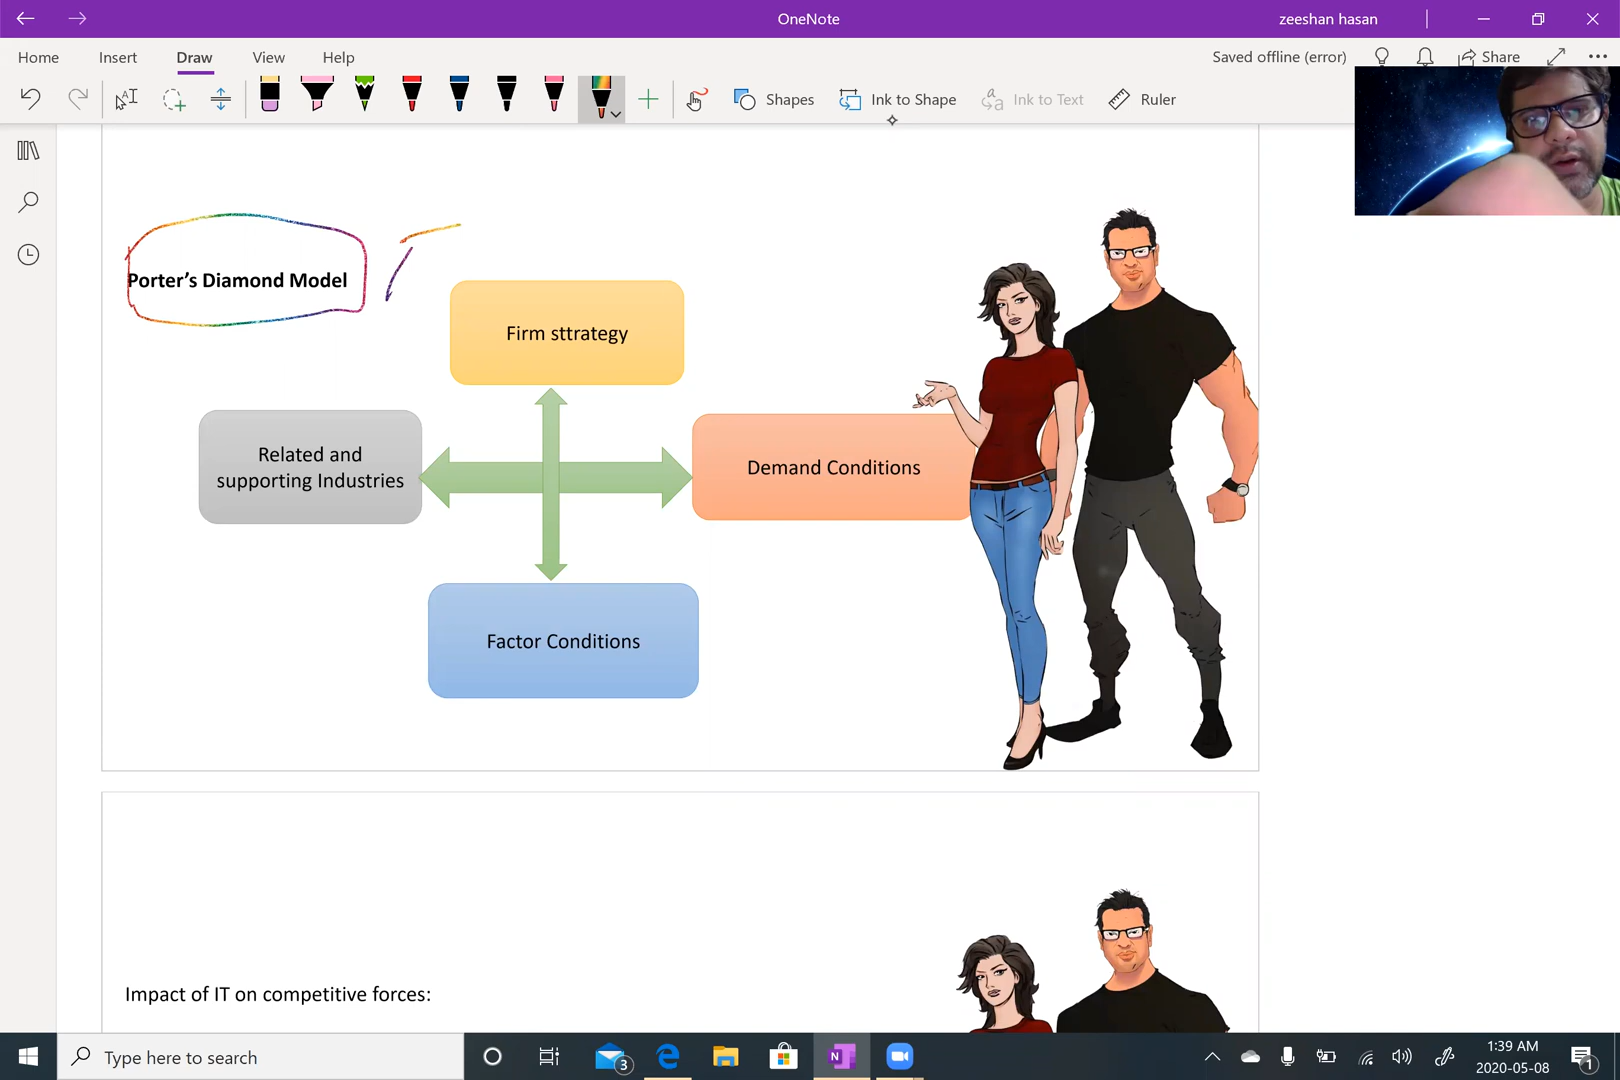 OneNote
zeeshan hasan
Home
Insert
Draw
View
Help
Saved offline (error)
Share
Shapes
Ink to Shape
Ink to Text
Ruler
Porter’s Diamond Model
Firm sttrategy
Related and
supporting Industries
Demand Conditions
Factor Conditions
Impact of IT on competitive forces:
Type here to search
3
1:39 AM
2020-05-08
1